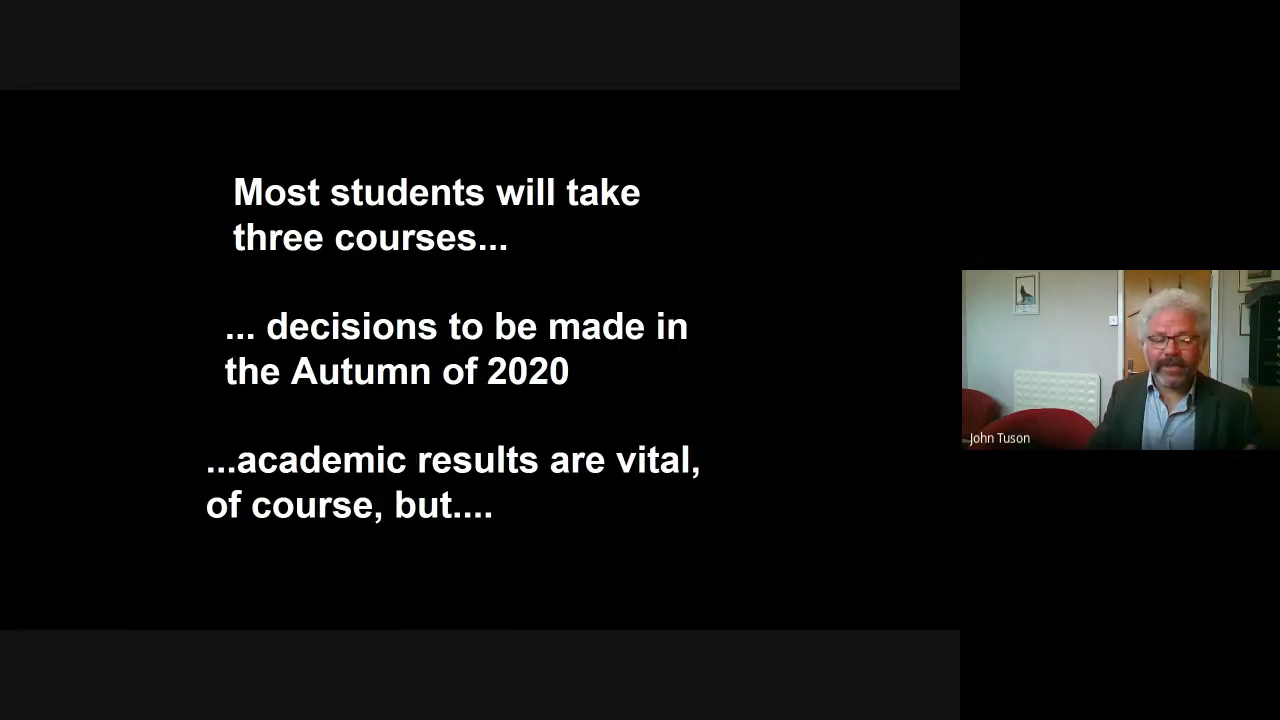 Most students will take
three courses...
... decisions to be made in
the Autumn of 2020
...academic results are vital,
of course, but....
John Tuson